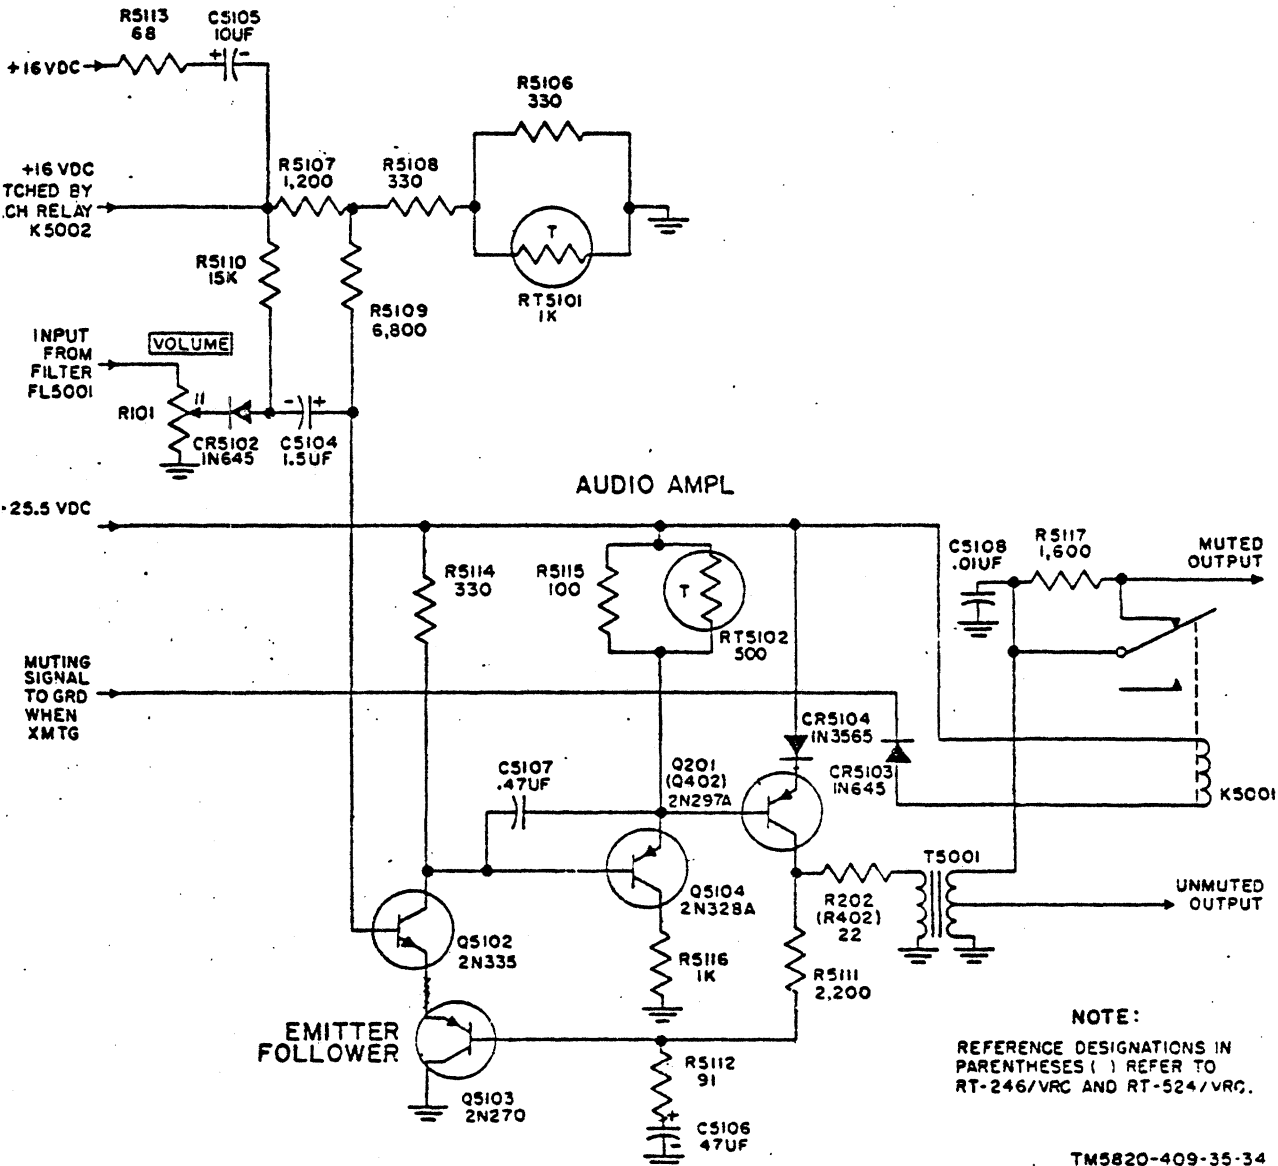 R5113
68
C5105
10UF
+ -
+16VDC
R5106
330
+16 VDC
TCHED BY
CH RELAY
K5002
R5107
1,200
R5108
330
T
RT5101
1K
R5110
15K
R5109
6,800
INPUT
FROM
FILTER
FL5001
VOLUME
R101
- +
CR5102
1N645
C5104
1.5UF
AUDIO AMPL
25.5 VDC
R5114
330
R5115
100
T
RT5102
500
C5108
.01UF
R5117
1,600
MUTED
OUTPUT
MUTING
SIGNAL
TO GRD
WHEN
XMTG
CR5104
1N3565
CR5103
1N645
K5001
C5107
.47UF
Q201
(Q402)
2N297A
Q5104
2N328A
T5001
UNMUTED
OUTPUT
R202
(R402)
22
Q5102
2N335
R5116
1K
R5111
2,200
EMITTER
FOLLOWER
Q5103
2N270
R5112
91
+
-
C5106
47UF
NOTE:
REFERENCE DESIGNATIONS IN
PARENTHESES ( ) REFER TO
RT-246/VRC AND RT-524/VRC.
TM5820-409-35-34